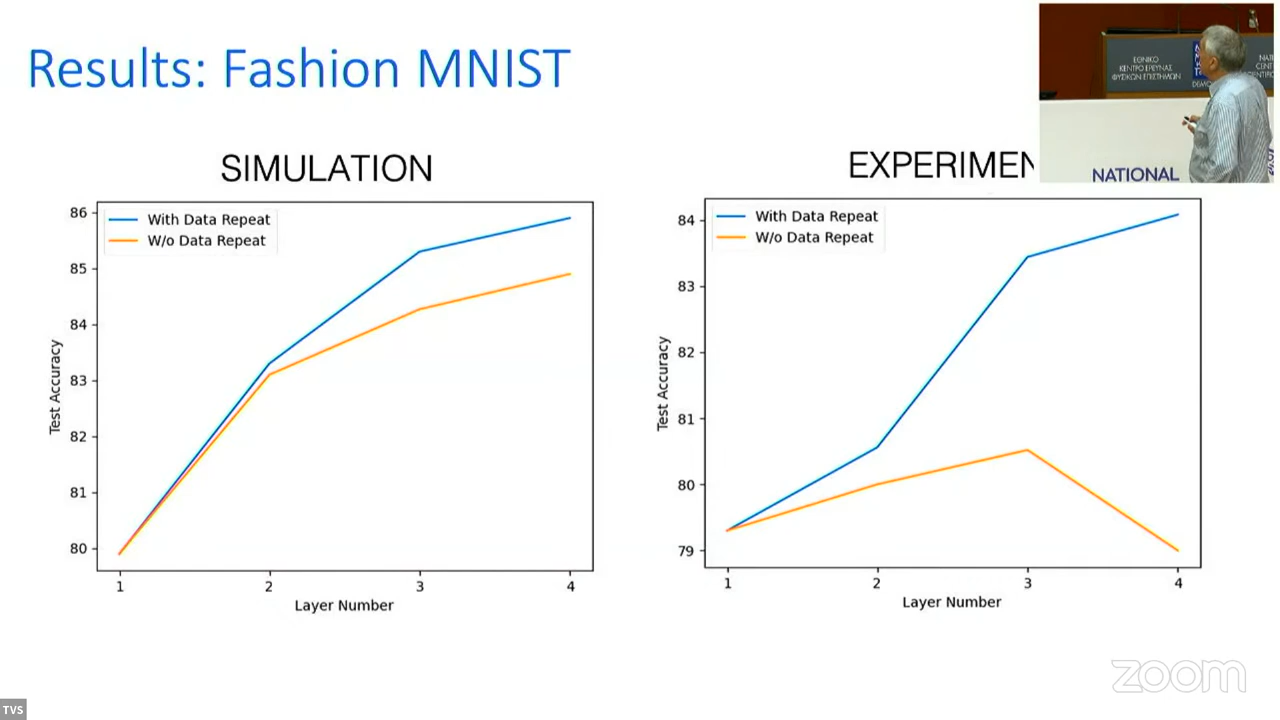 Results: Fashion MNIST
ΕΘΝΙΚΟ
ΚΕΝΤΡΟ ΕΡΕΥΝΑΣ
ΦΥΣΙΚΩΝ ΕΠΙΣΤΗΜΩΝ
NATIONAL
SIMULATION
With Data Repeat
W/o Data Repeat
86
85
84
83
82
81
80
Test Accuracy
1 2 3 4
Layer Number
EXPERIMEN
With Data Repeat
W/o Data Repeat
84
83
82
81
80
79
Test Accuracy
1 2 3 4
Layer Number
zoom
TVS